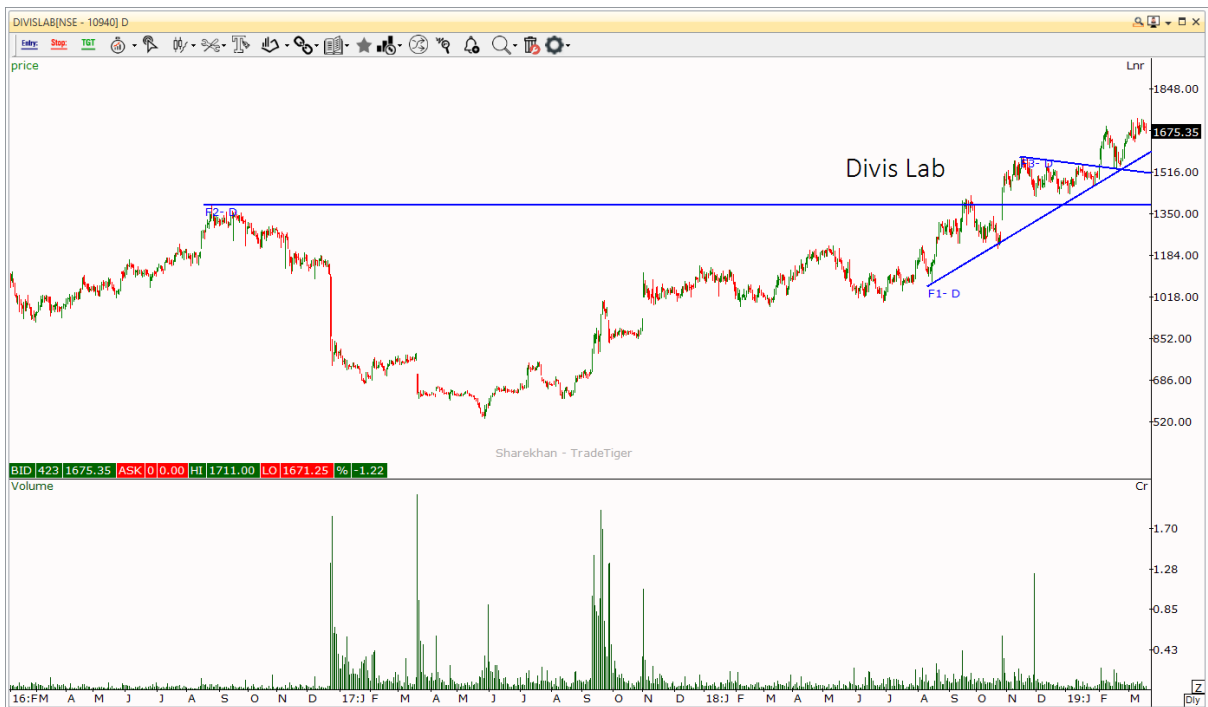 DIVISLAB[NSE - 10940] D
Entry: Stop: TGT
price Lnr
1848.00
1675.35
Divis Lab
F3- D
1516.00
F2- D
1350.00
1184.00
F1- D
1018.00
852.00
686.00
520.00
Sharekhan - TradeTiger
BID 423 1675.35 ASK 0 0.00 HI 1711.00 LO 1671.25 % -1.22
Volume Cr
1.70
1.28
0.85
0.43
Z
16:FM A M J J A S O N D 17:J F M A M J J A S O N D 18:J F M A M J J A S O N D 19:J F M Dly